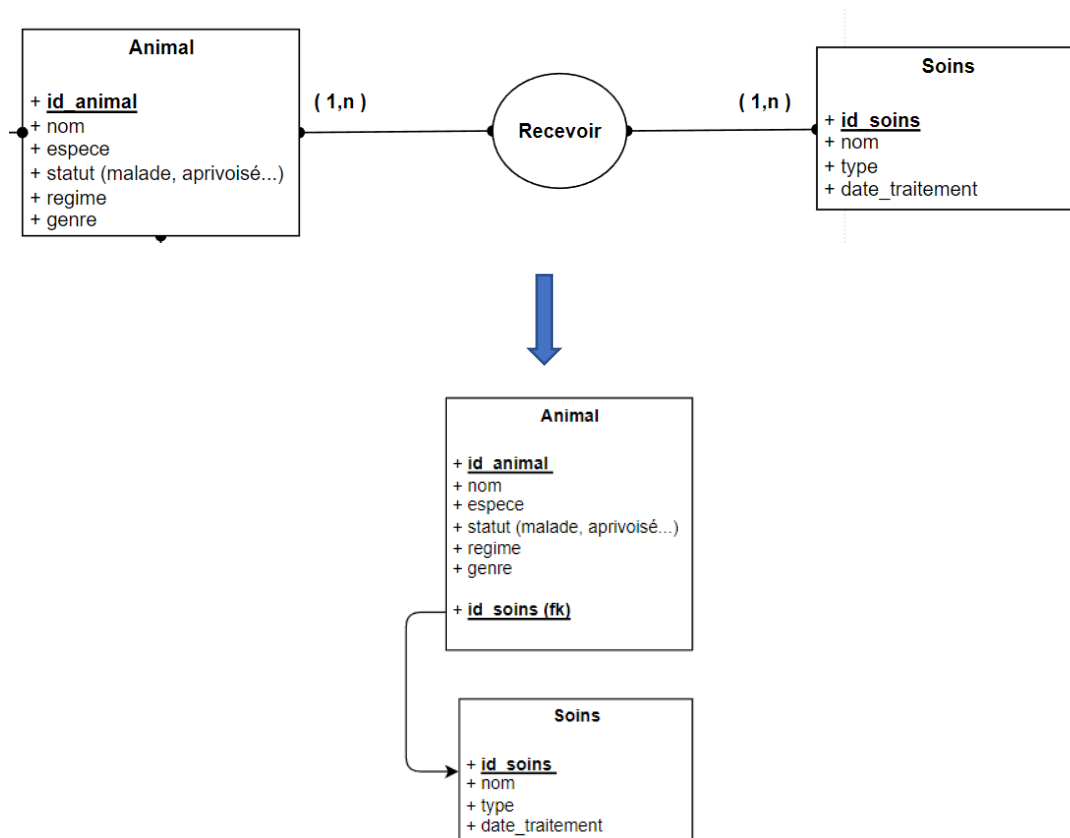 Animal
+ id_animal
+ nom
+ espece
+ statut (malade, aprivoisé...)
+ regime
+ genre
( 1,n )
Recevoir
( 1,n )
Soins
+ id_soins
+ nom
+ type
+ date_traitement
Animal
+ id_animal
+ nom
+ espece
+ statut (malade, aprivoisé...)
+ regime
+ genre
+ id_soins (fk)
Soins
+ id_soins
+ nom
+ type
+ date_traitement